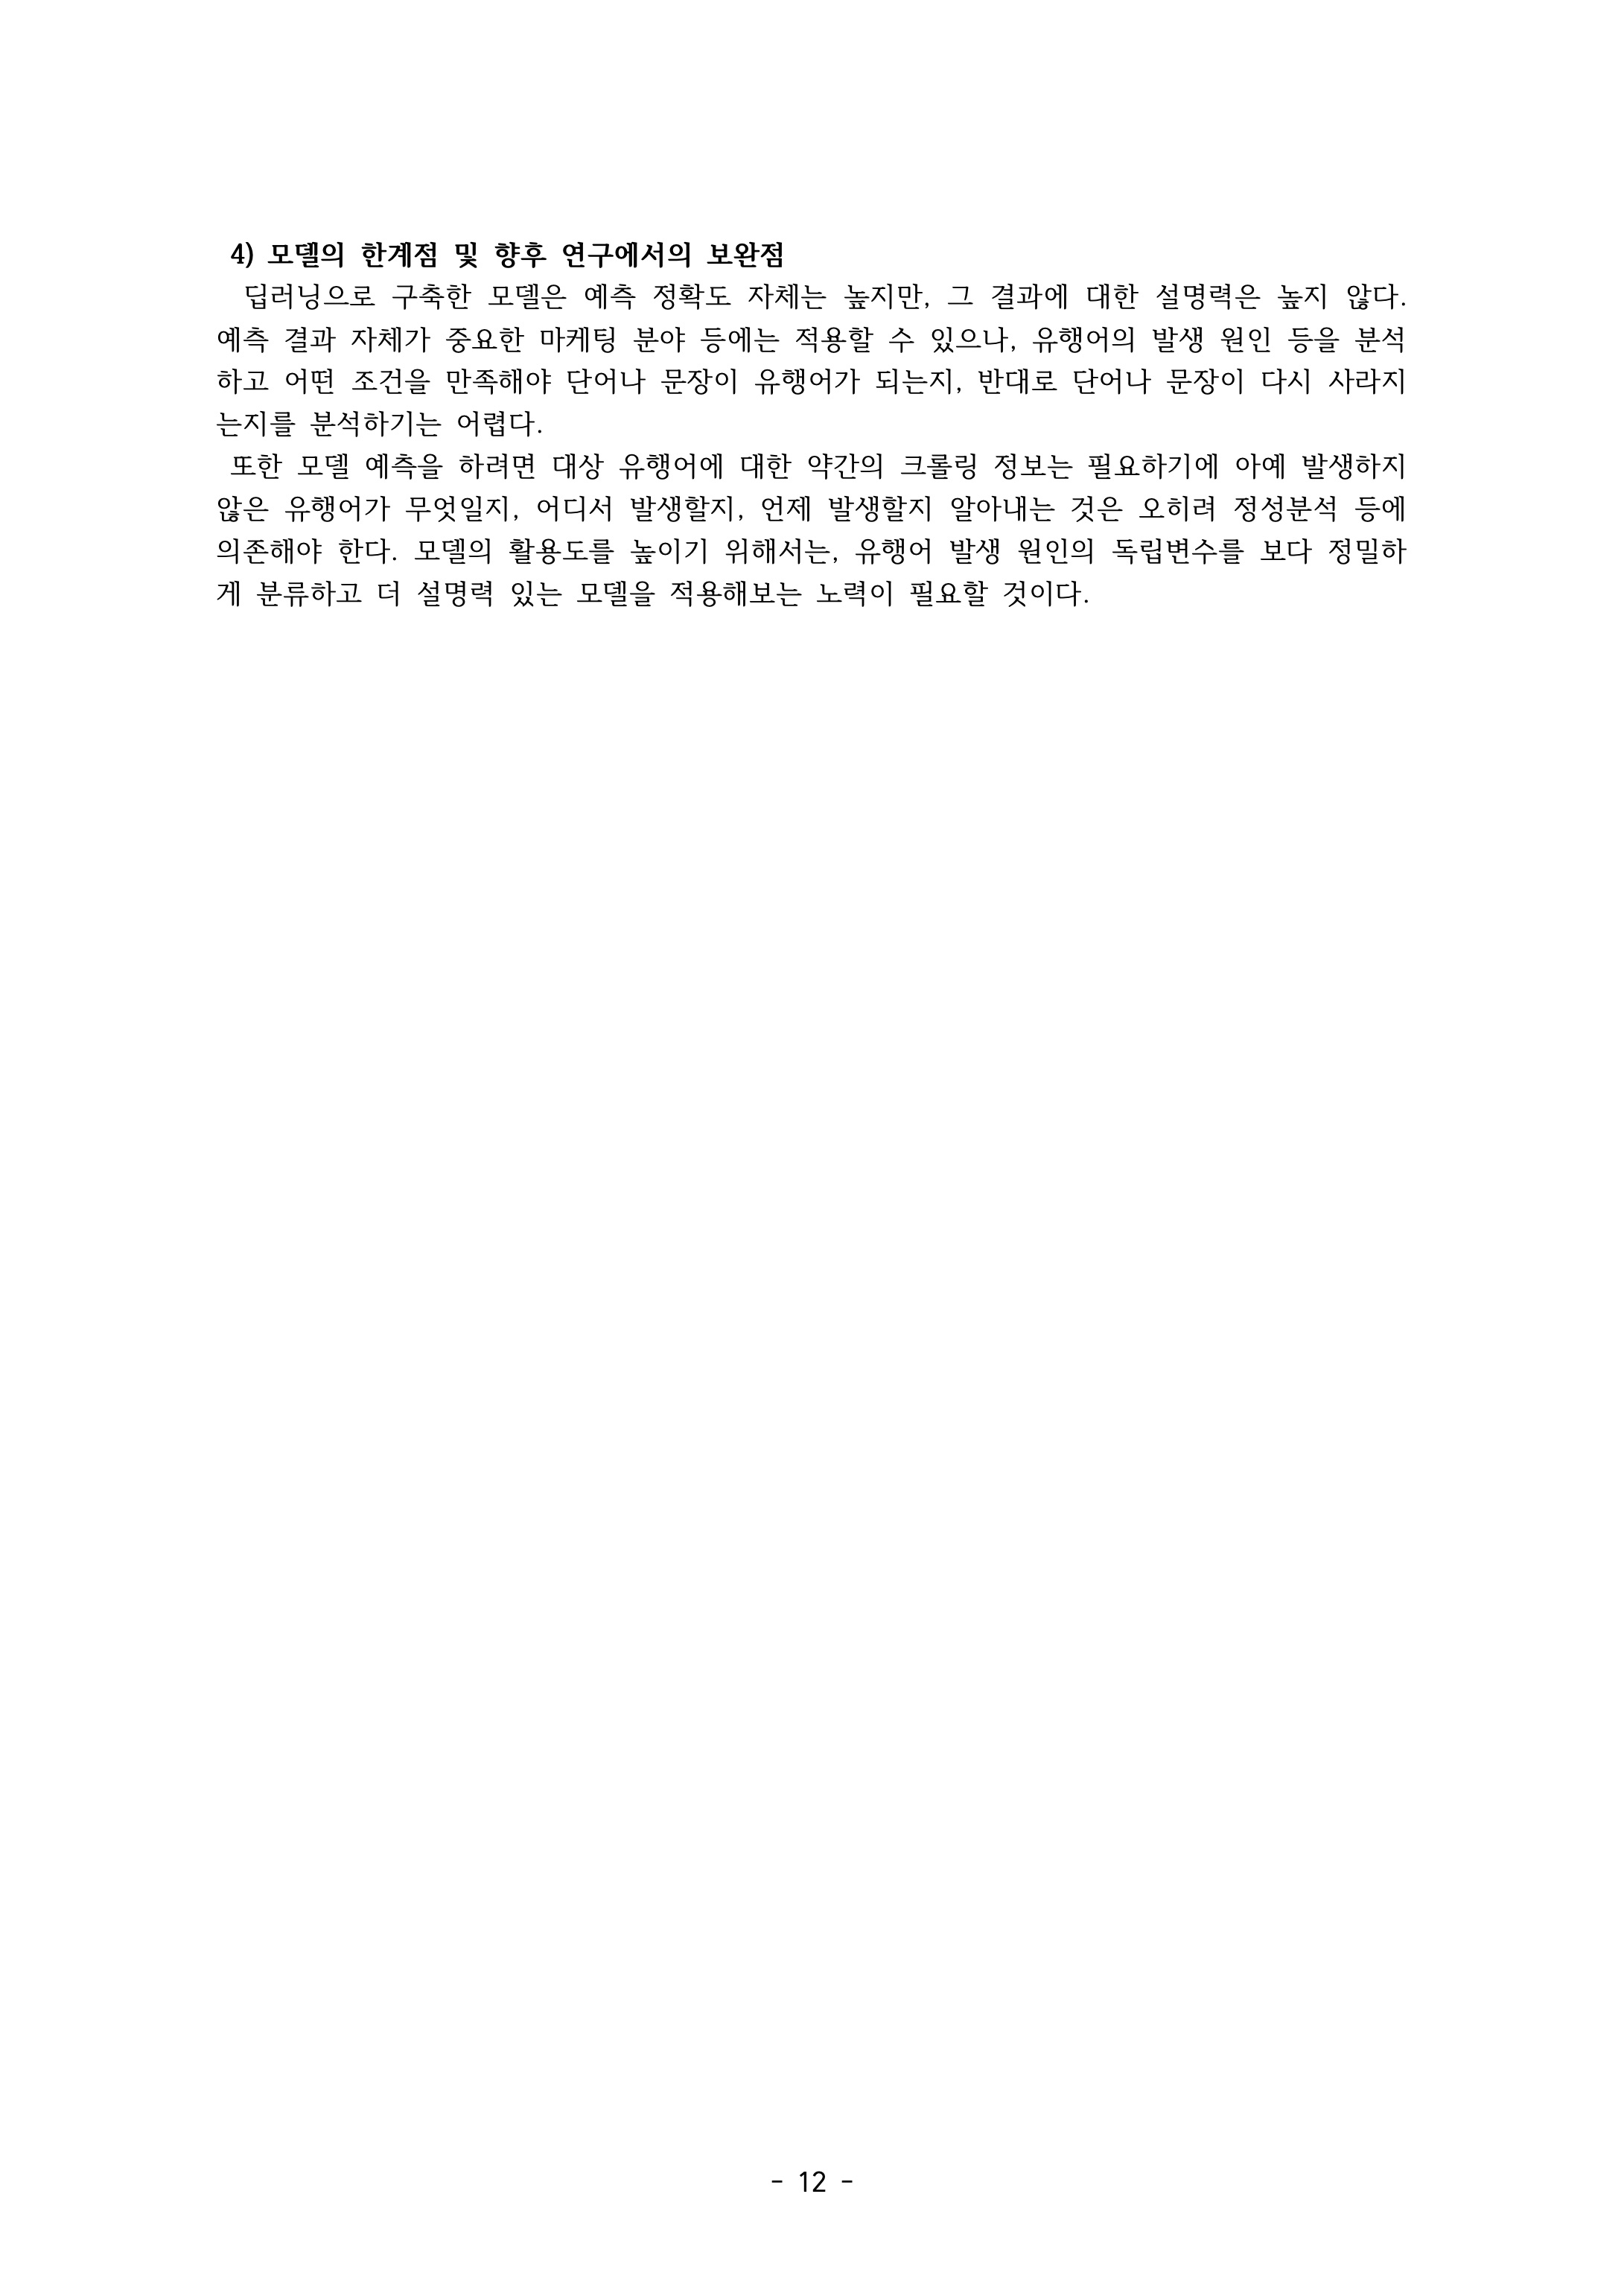 4) 모델의 한계점 및 향후 연구에서의 보완점
딥러닝으로 구축한 모델은 예측 정확도 자체는 높지만, 그 결과에 대한 설명력은 높지 않다.
예측 결과 자체가 중요한 마케팅 분야 등에는 적용할 수 있으나, 유행어의 발생 원인 등을 분석
하고 어떤 조건을 만족해야 단어나 문장이 유행어가 되는지, 반대로 단어나 문장이 다시 사라지
는지를 분석하기는 어렵다.
또한 모델 예측을 하려면 대상 유행어에 대한 약간의 크롤링 정보는 필요하기에 아예 발생하지
않은 유행어가 무엇일지, 어디서 발생할지, 언제 발생할지 알아내는 것은 오히려 정성분석 등에
의존해야 한다. 모델의 활용도를 높이기 위해서는, 유행어 발생 원인의 독립변수를 보다 정밀하
게 분류하고 더 설명력 있는 모델을 적용해보는 노력이 필요할 것이다.
- 12 -